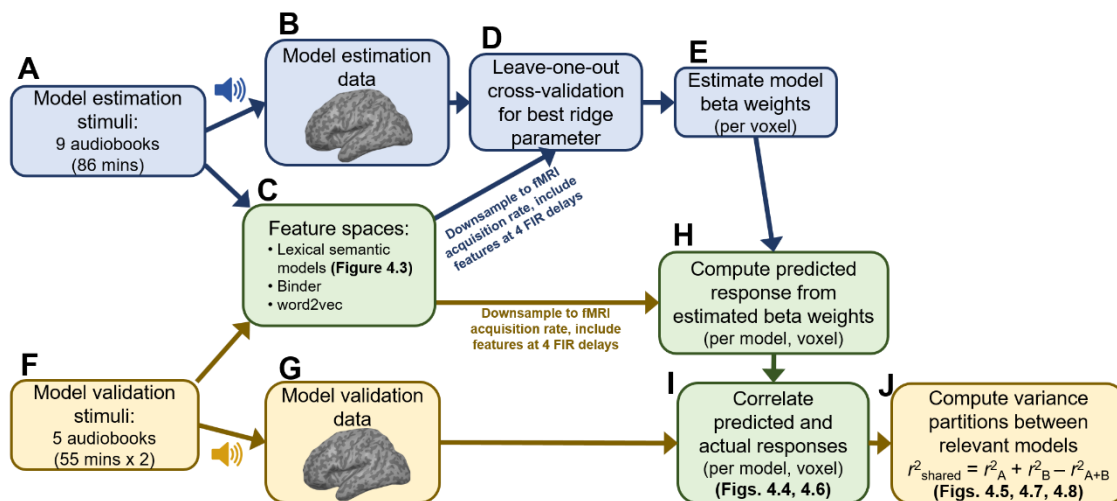 A
Model estimation
stimuli:
9 audiobooks
(86 mins)
B
Model estimation
data
C
Feature spaces:
• Lexical semantic
models (Figure 4.3)
• Binder
• word2vec
D
Leave-one-out
cross-validation
for best ridge
parameter
Downsample to fMRI
acquisition rate, include
features at 4 FIR delays
E
Estimate model
beta weights
(per voxel)
F
Model validation
stimuli:
5 audiobooks
(55 mins x 2)
G
Model validation
data
Downsample to fMRI
acquisition rate, include
features at 4 FIR delays
H
Compute predicted
response from
estimated beta weights
(per model, voxel)
I
Correlate
predicted and
actual responses
(per model, voxel)
(Figs. 4.4, 4.6)
J
Compute variance
partitions between
relevant models
r²shared = r²A + r²B – r²A+B
(Figs. 4.5, 4.7, 4.8)